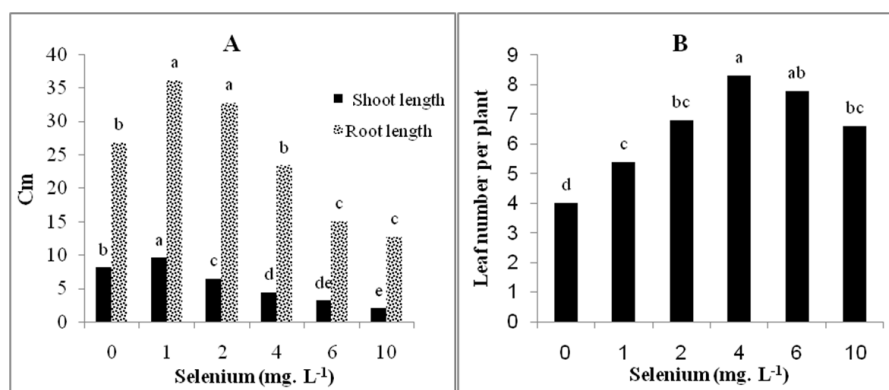 A
40
35
30
25
20
15
10
5
0
Cm
Shoot length
Root length
b
a
a
b
c
c
b
a
c
d
de
e
0 1 2 4 6 10
Selenium (mg. L-1)
B
9
8
7
6
5
4
3
2
1
0
Leaf number per plant
d
c
bc
a
ab
bc
0 1 2 4 6 10
Selenium (mg. L-1)